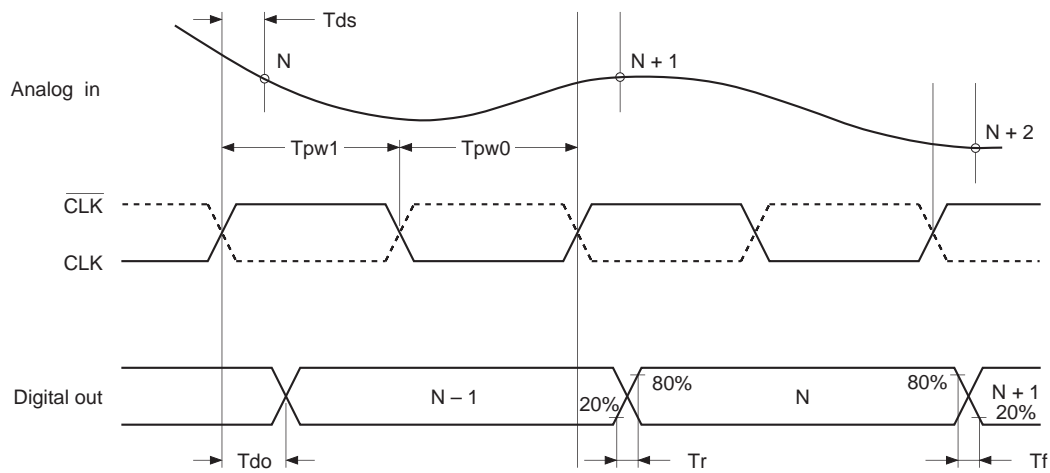 Tds
N
N + 1
Analog in
N + 2
Tpw1
Tpw0
CLK
CLK
Digital out
N – 1
20%
80%
N
80%
N + 1
20%
Tdo
Tr
Tf